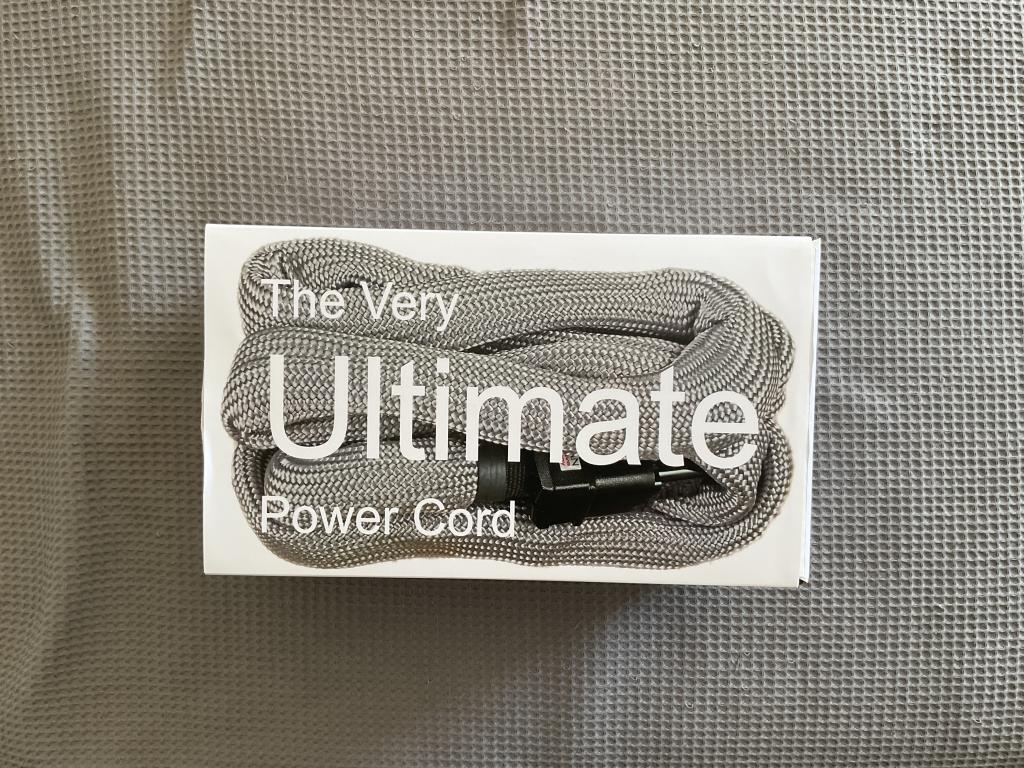 The Very
Ultimate
Power Cord